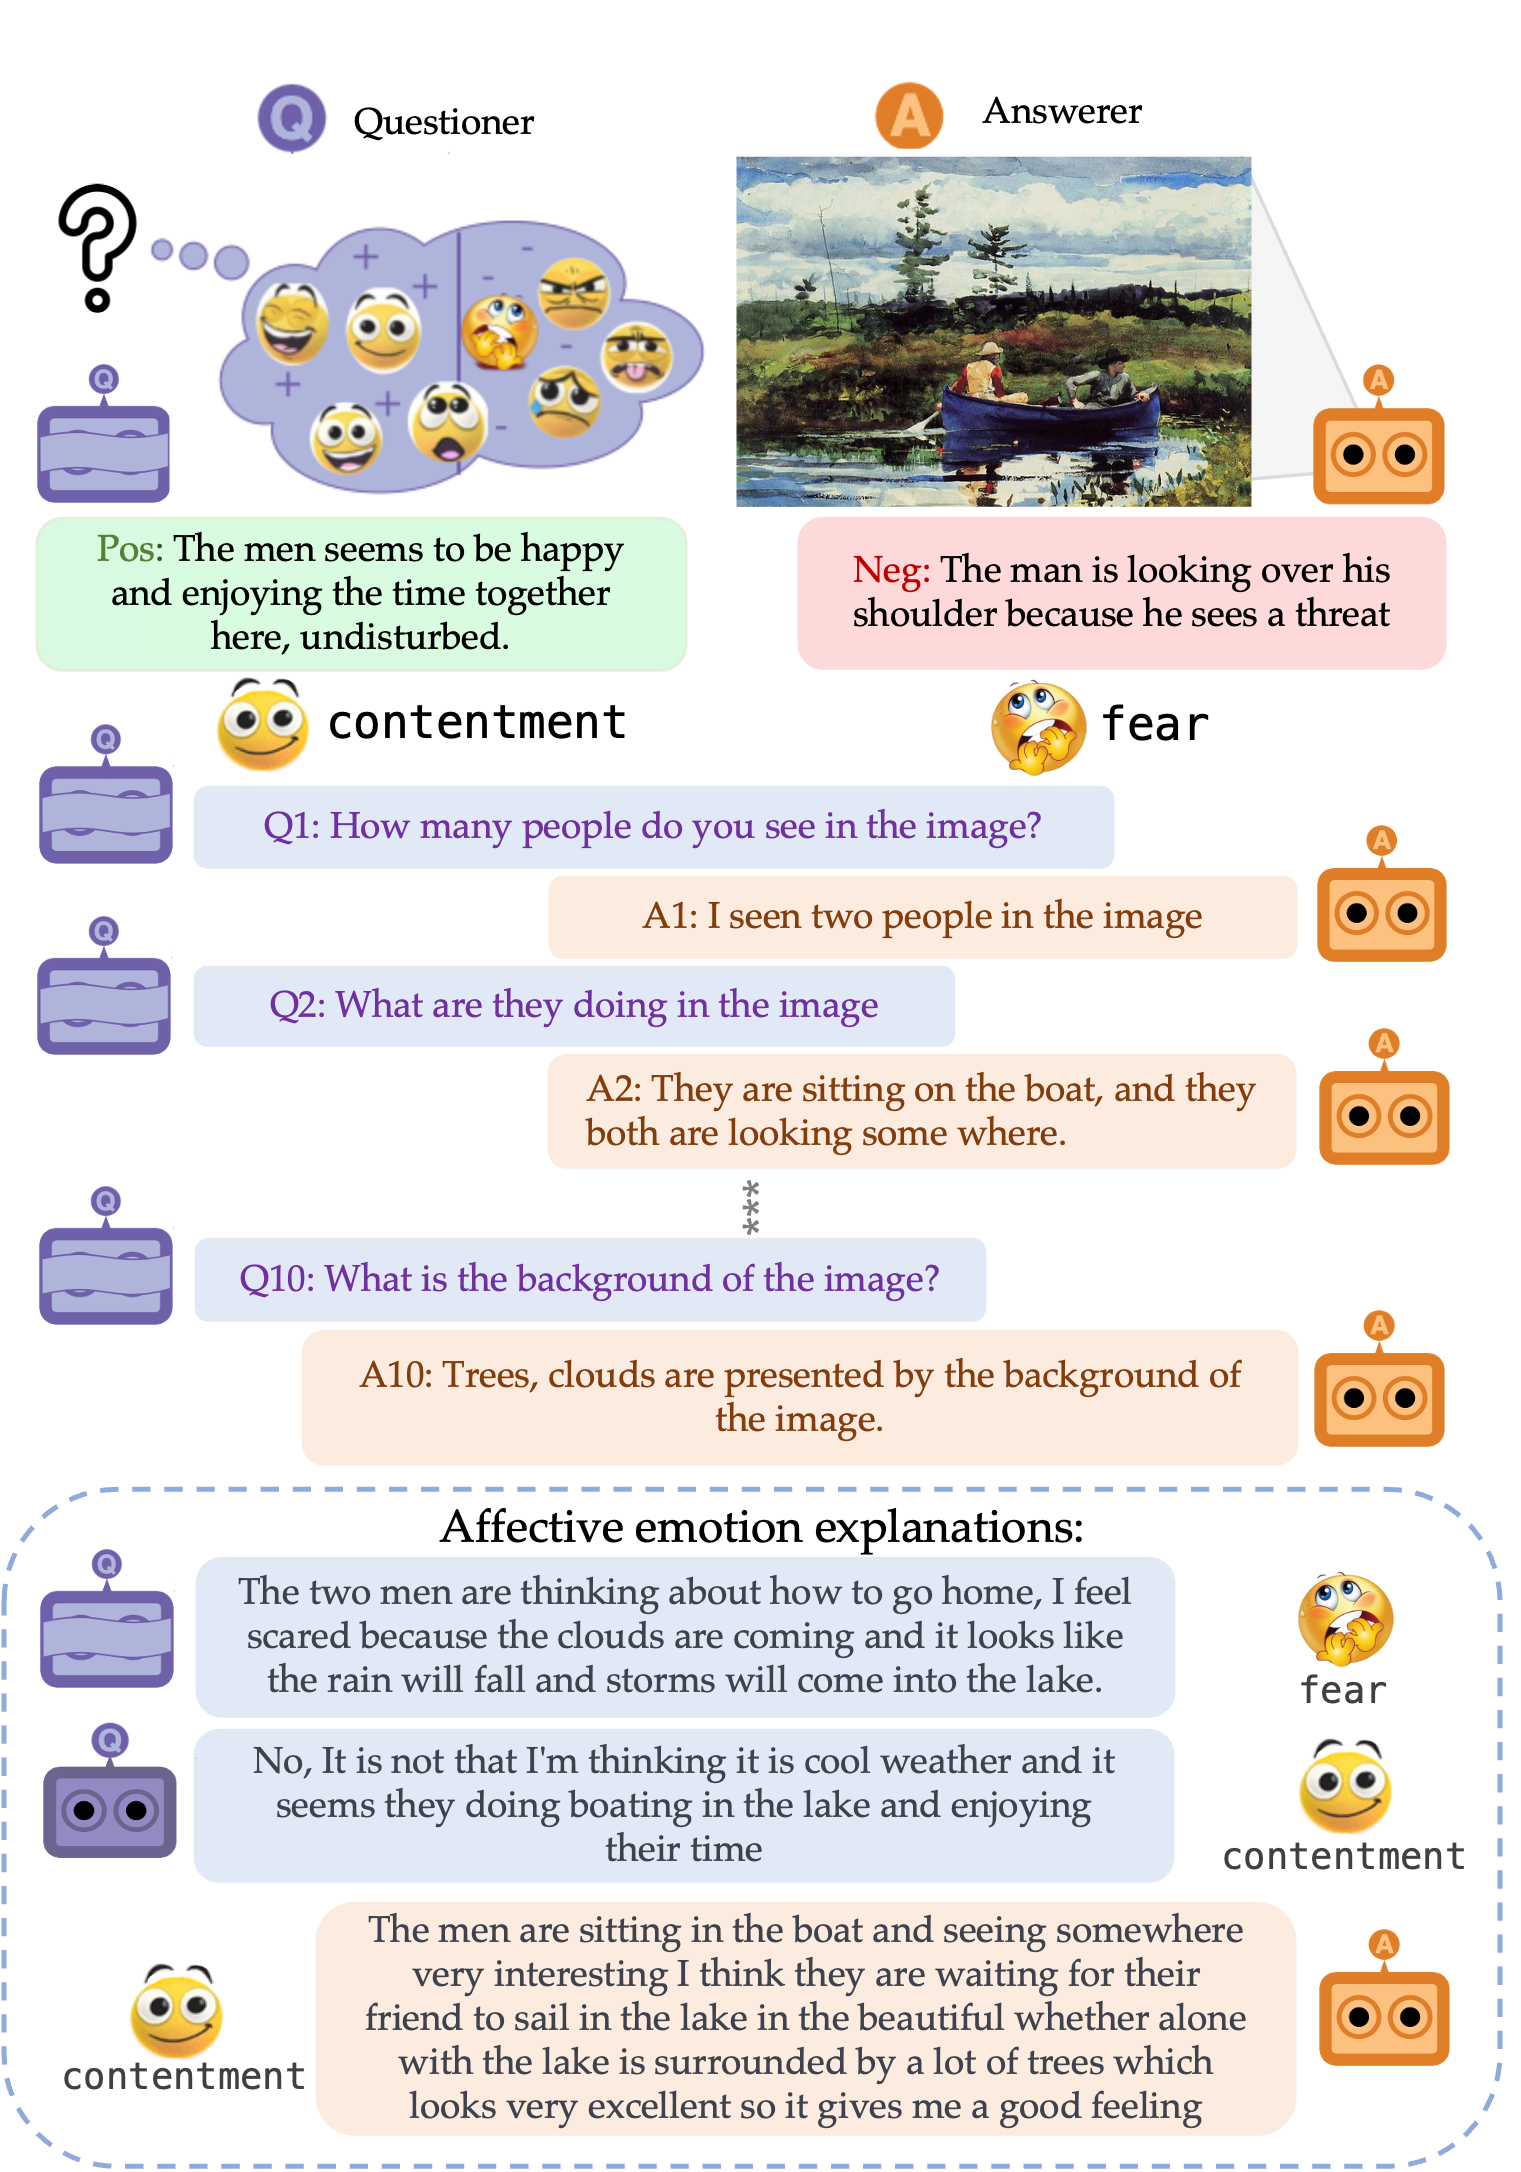 Q Questioner
A Answerer
Q
A
Pos: The men seems to be happy
and enjoying the time together
here, undisturbed.
Neg: The man is looking over his
shoulder because he sees a threat
contentment
fear
Q
Q1: How many people do you see in the image?
A
A1: I seen two people in the image
Q
Q2: What are they doing in the image
A
A2: They are sitting on the boat, and they
both are looking some where.
***
Q
Q10: What is the background of the image?
A
A10: Trees, clouds are presented by the background of
the image.
Affective emotion explanations:
Q
The two men are thinking about how to go home, I feel
scared because the clouds are coming and it looks like
the rain will fall and storms will come into the lake.
fear
Q
No, It is not that I'm thinking it is cool weather and it
seems they doing boating in the lake and enjoying
their time
contentment
The men are sitting in the boat and seeing somewhere
very interesting I think they are waiting for their
friend to sail in the lake in the beautiful whether alone
with the lake is surrounded by a lot of trees which
looks very excellent so it gives me a good feeling
contentment
A